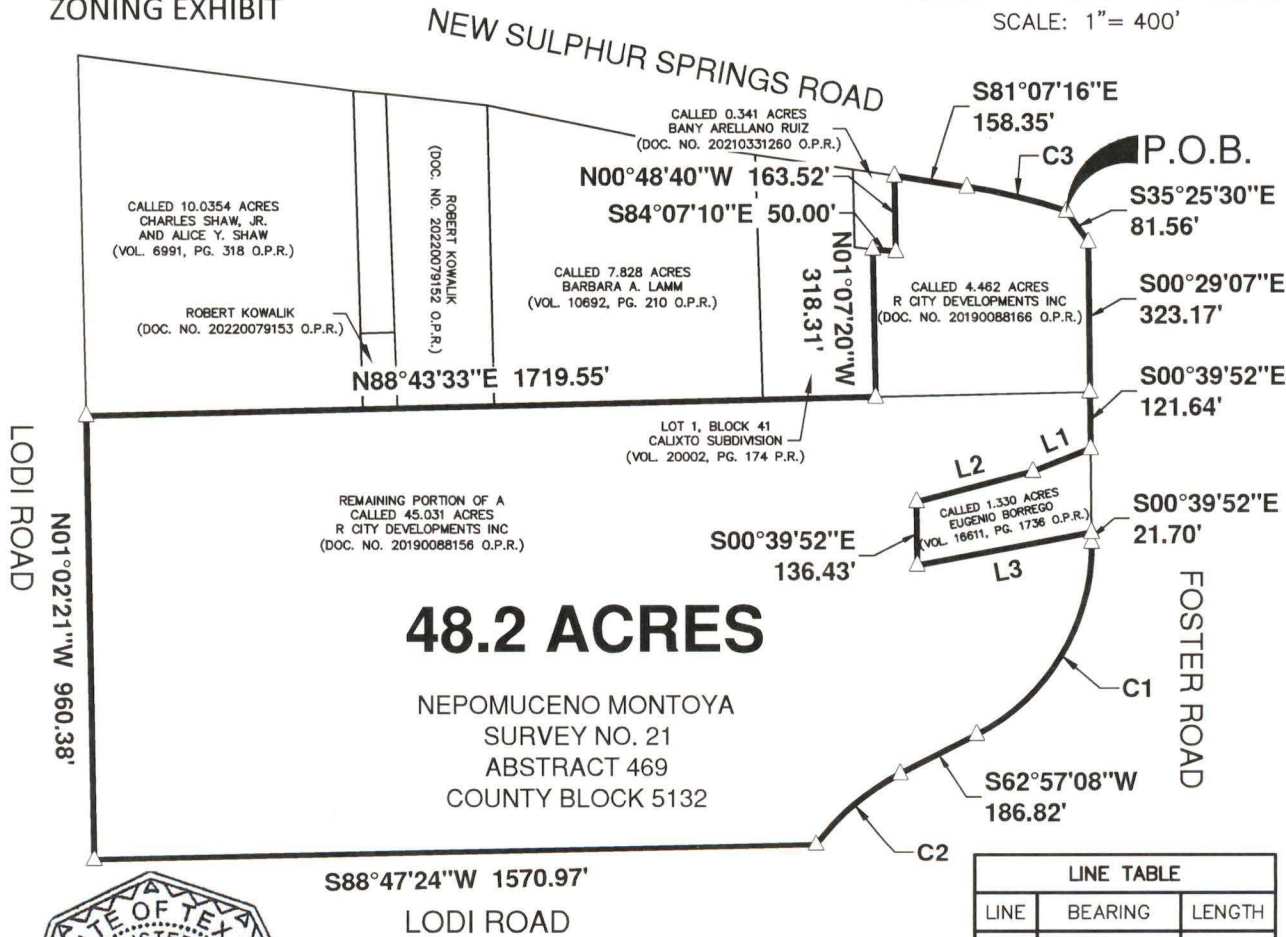 ZONING EXHIBIT
SCALE: 1"= 400'
NEW SULPHUR SPRINGS ROAD
CALLED 0.341 ACRES
BANY ARELLANO RUIZ
(DOC. NO. 20210331260 O.P.R.)
S81°07'16"E
158.35'
C3
P.O.B.
N00°48'40"W 163.52'
S84°07'10"E 50.00'
S35°25'30"E
81.56'
CALLED 10.0354 ACRES
CHARLES SHAW, JR.
AND ALICE Y. SHAW
(VOL. 6991, PG. 318 O.P.R.)
ROBERT KOWALIK
(DOC. NO. 20220079152 O.P.R.)
ROBERT KOWALIK
(DOC. NO. 20220079153 O.P.R.)
CALLED 7.828 ACRES
BARBARA A. LAMM
(VOL. 10692, PG. 210 O.P.R.)
N01°07'20"W
318.31'
CALLED 4.462 ACRES
R CITY DEVELOPMENTS INC
(DOC. NO. 20190088166 O.P.R.)
S00°29'07"E
323.17'
N88°43'33"E 1719.55'
S00°39'52"E
121.64'
LOT 1, BLOCK 41
CALIXTO SUBDIVISION
(VOL. 20002, PG. 174 P.R.)
L1
L2
CALLED 1.330 ACRES
EUGENIO BORREGO
(VOL. 16611, PG. 1736 O.P.R.)
L3
S00°39'52"E
21.70'
S00°39'52"E
136.43'
REMAINING PORTION OF A
CALLED 45.031 ACRES
R CITY DEVELOPMENTS INC
(DOC. NO. 20190088156 O.P.R.)
LODI ROAD
N01°02'21"W 960.38'
48.2 ACRES
NEPOMUCENO MONTOYA
SURVEY NO. 21
ABSTRACT 469
COUNTY BLOCK 5132
FOSTER ROAD
C1
S62°57'08"W
186.82'
C2
S88°47'24"W 1570.97'
LODI ROAD
LINE TABLE
LINE BEARING LENGTH
TE OF TEX